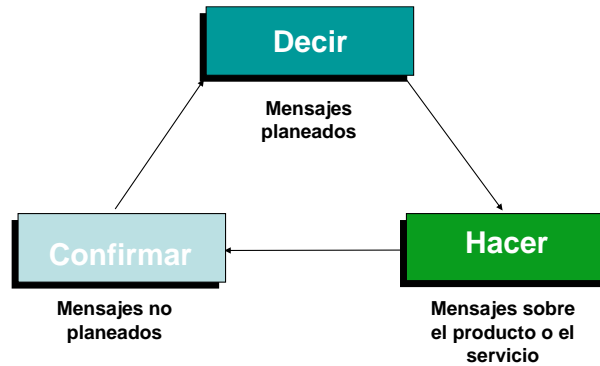 Decir
Mensajes
planeados
Confirmar
Hacer
Mensajes no
planeados
Mensajes sobre
el producto o el
servicio